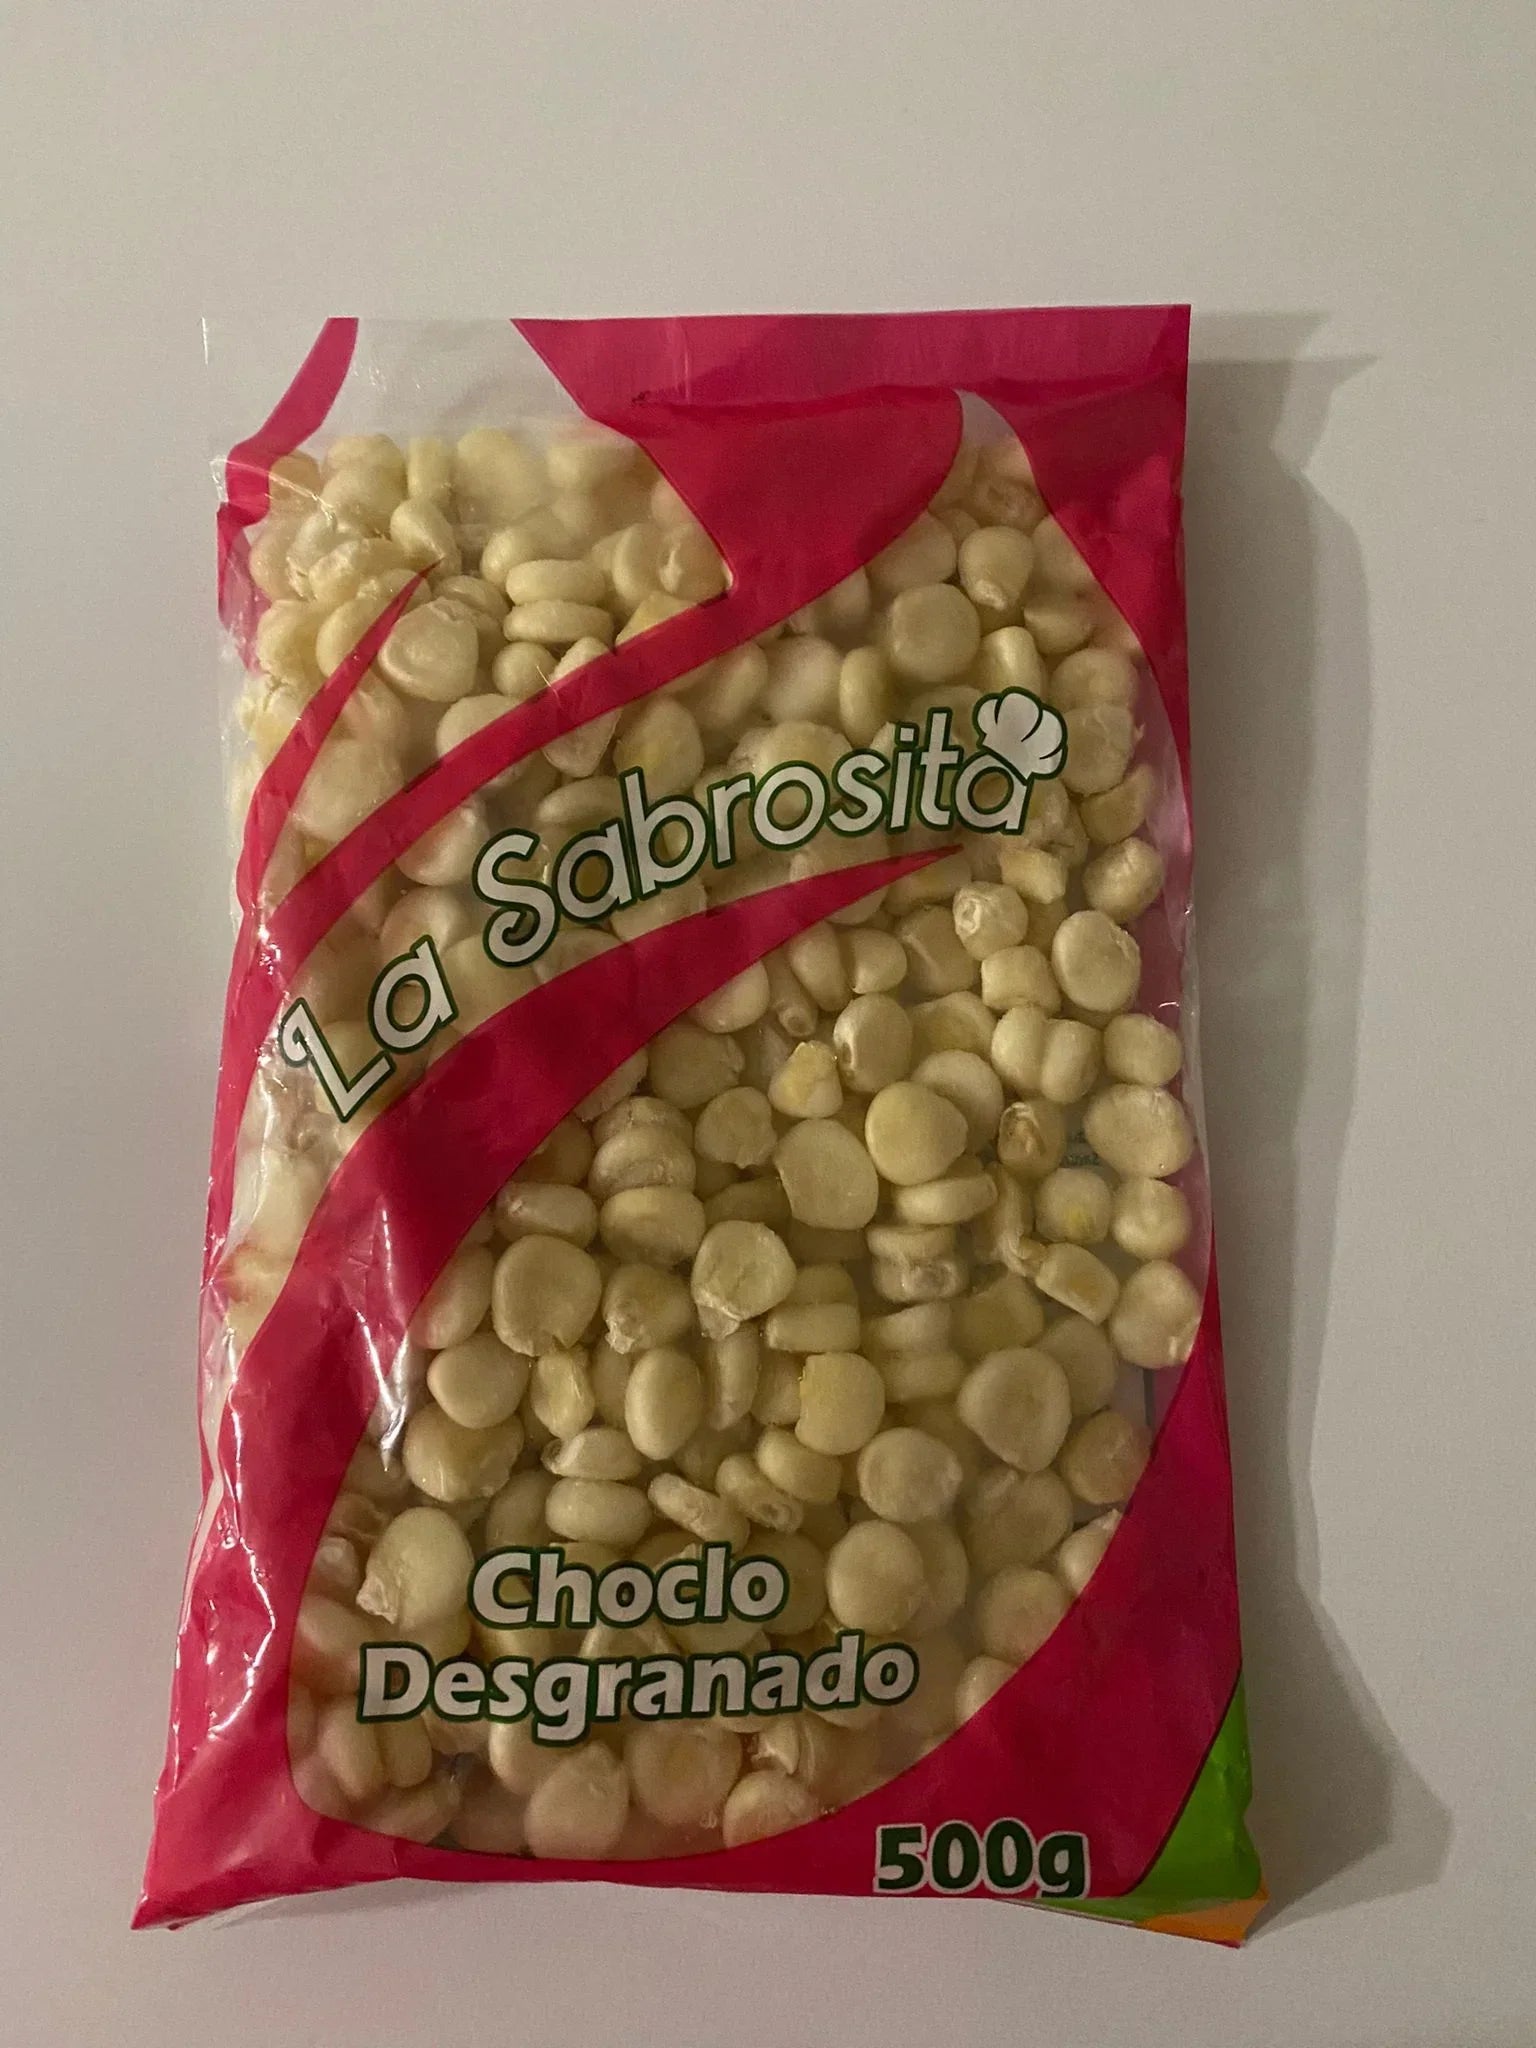 La Sabrosita
Choclo
Desgranado
500g